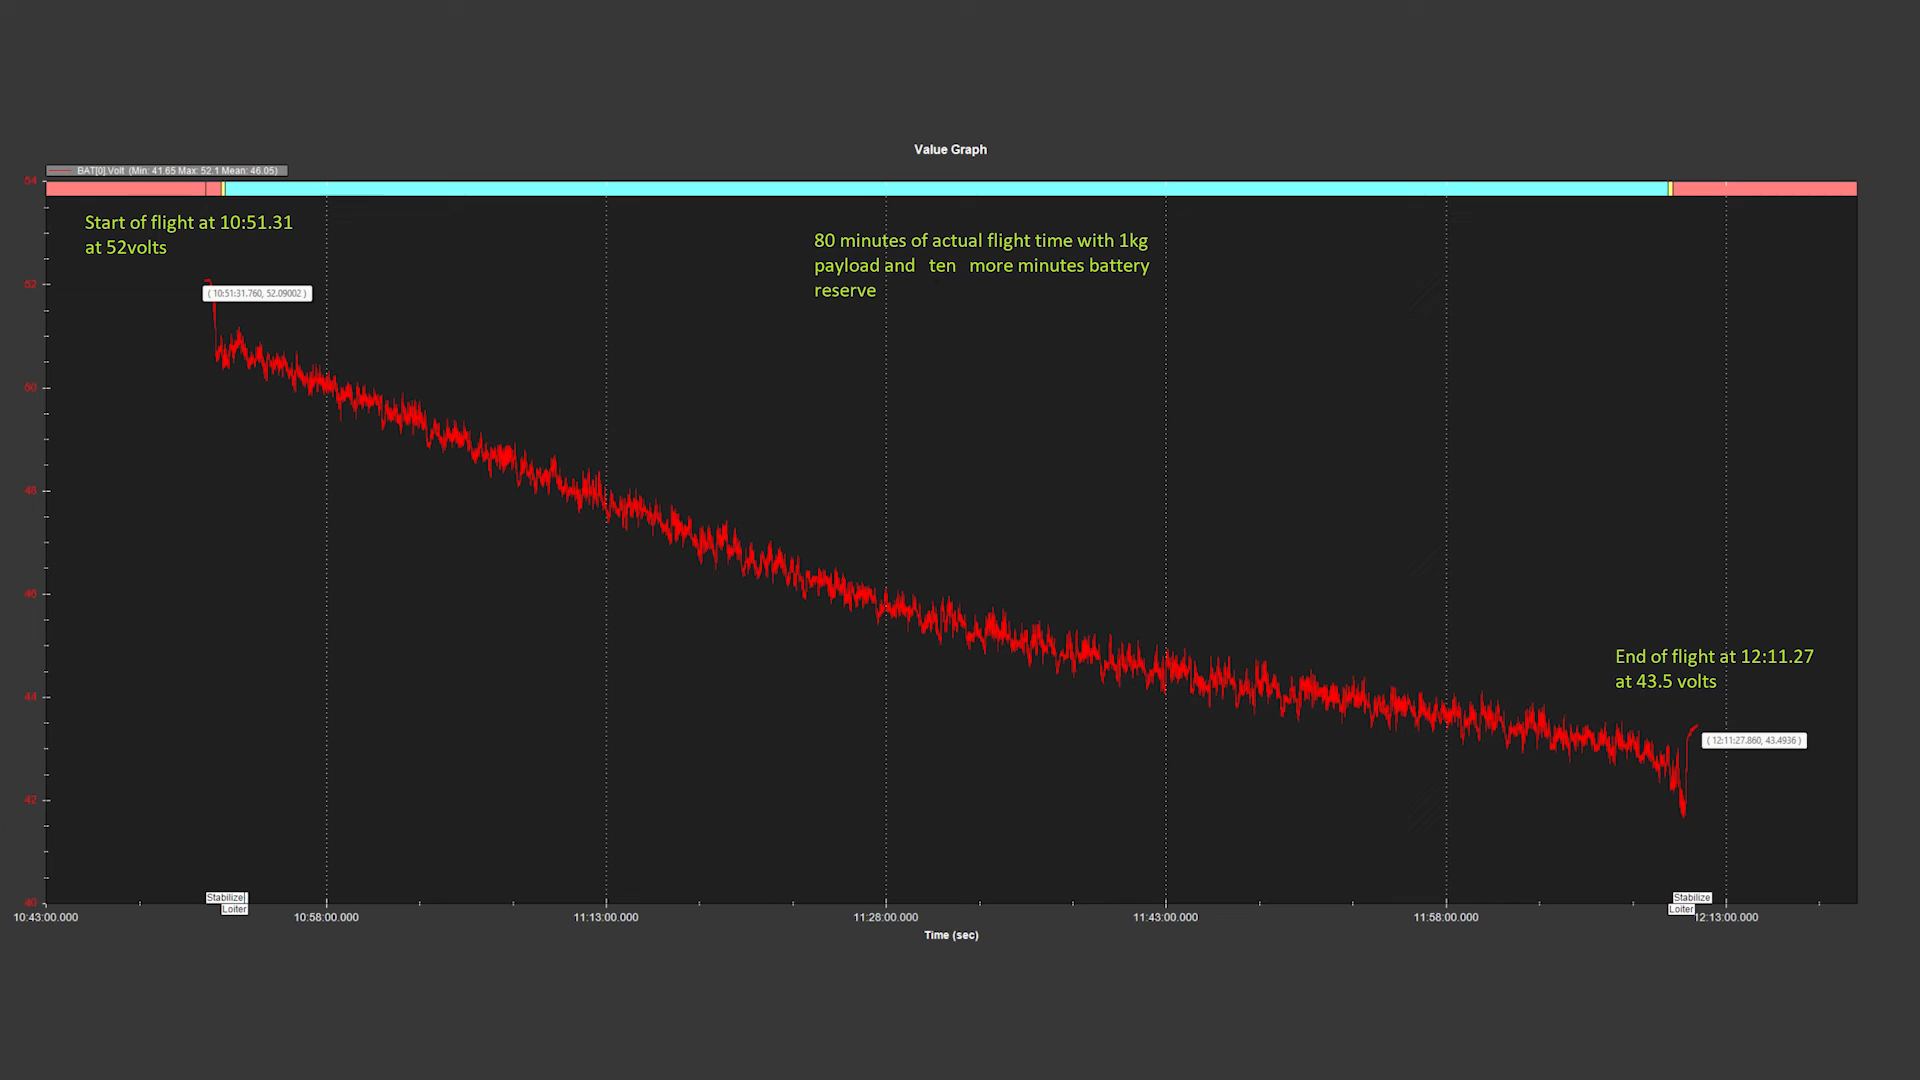 Value Graph
BAT[0].Volt (Min: 41.65 Max: 52.1 Mean: 46.05)
54
Start of flight at 10:51.31
at 52volts
80 minutes of actual flight time with 1kg
payload and ten more minutes battery
reserve
52
( 10:51:31.760, 52.09002 )
50
48
46
End of flight at 12:11.27
at 43.5 volts
44
( 12:11:27.860, 43.4936 )
42
Stabilize
Loiter
Stabilize
Loiter
40
10:43:00.000
10:58:00.000
11:13:00.000
11:28:00.000
11:43:00.000
11:58:00.000
12:13:00.000
Time (sec)